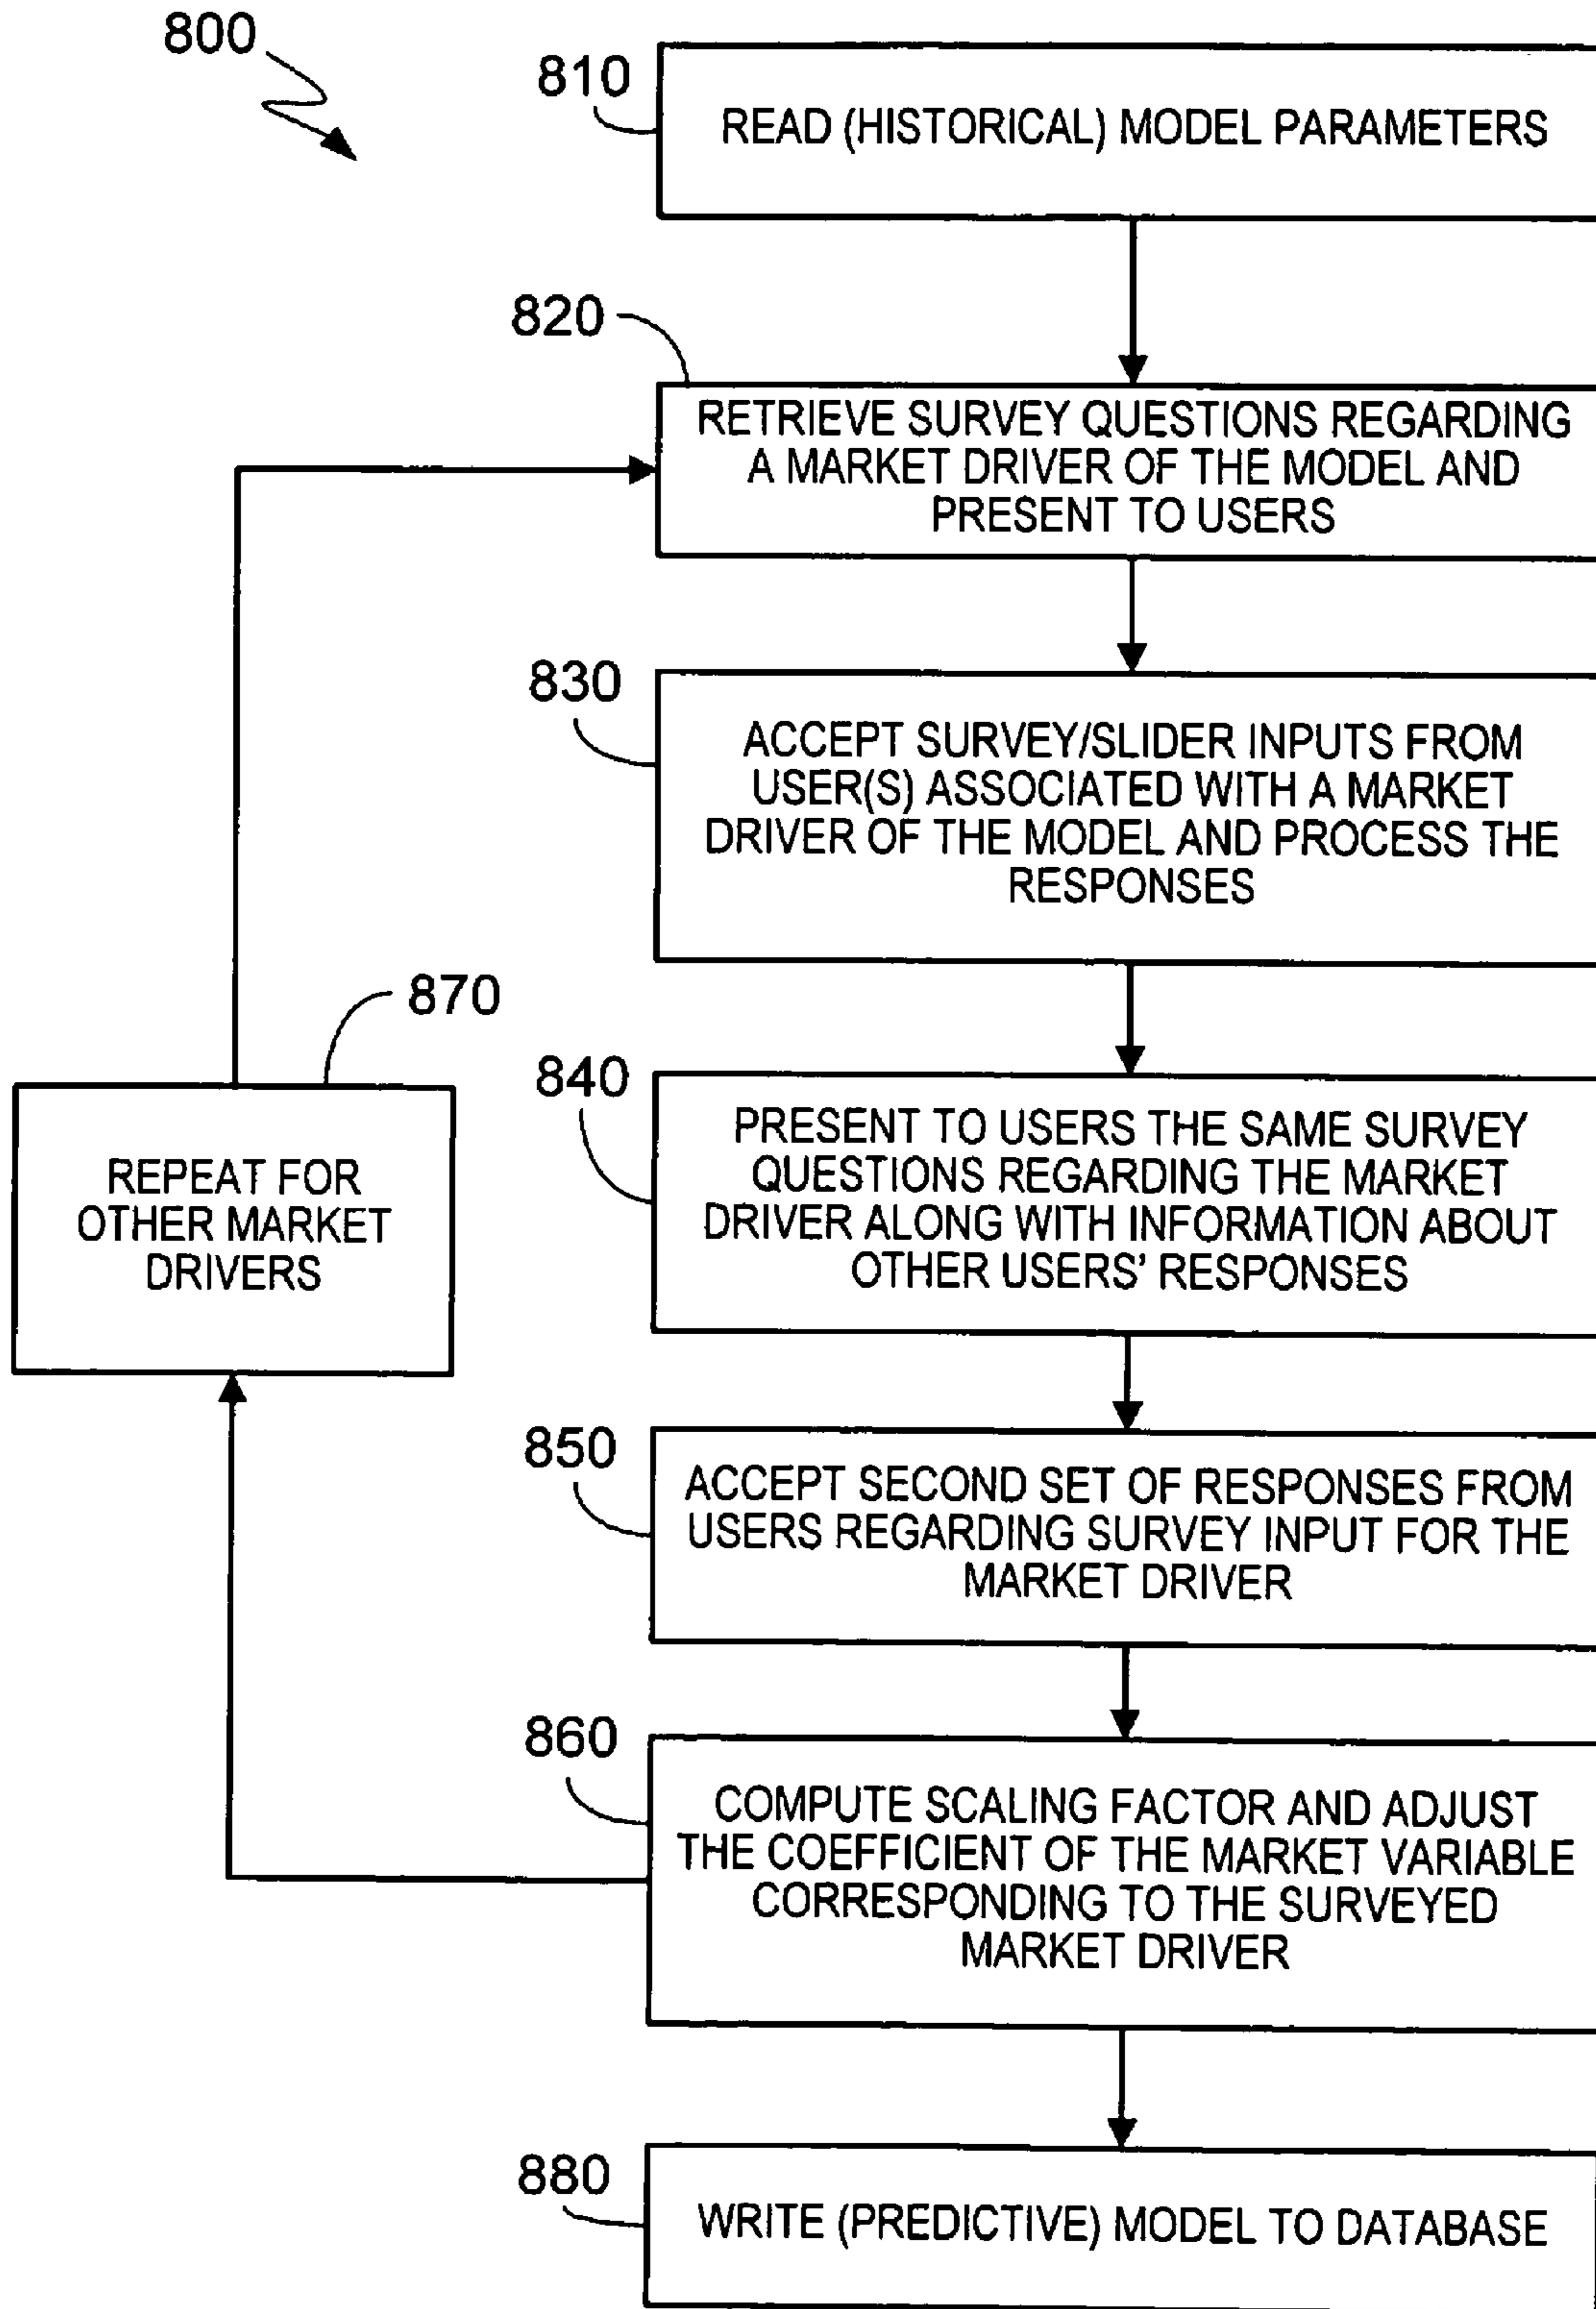 800
810
READ (HISTORICAL) MODEL PARAMETERS
820
RETRIEVE SURVEY QUESTIONS REGARDING
A MARKET DRIVER OF THE MODEL AND
PRESENT TO USERS
830
ACCEPT SURVEY/SLIDER INPUTS FROM
USER(S) ASSOCIATED WITH A MARKET
DRIVER OF THE MODEL AND PROCESS THE
RESPONSES
840
PRESENT TO USERS THE SAME SURVEY
QUESTIONS REGARDING THE MARKET
DRIVER ALONG WITH INFORMATION ABOUT
OTHER USERS' RESPONSES
850
ACCEPT SECOND SET OF RESPONSES FROM
USERS REGARDING SURVEY INPUT FOR THE
MARKET DRIVER
860
COMPUTE SCALING FACTOR AND ADJUST
THE COEFFICIENT OF THE MARKET VARIABLE
CORRESPONDING TO THE SURVEYED
MARKET DRIVER
870
REPEAT FOR
OTHER MARKET
DRIVERS
880
WRITE (PREDICTIVE) MODEL TO DATABASE